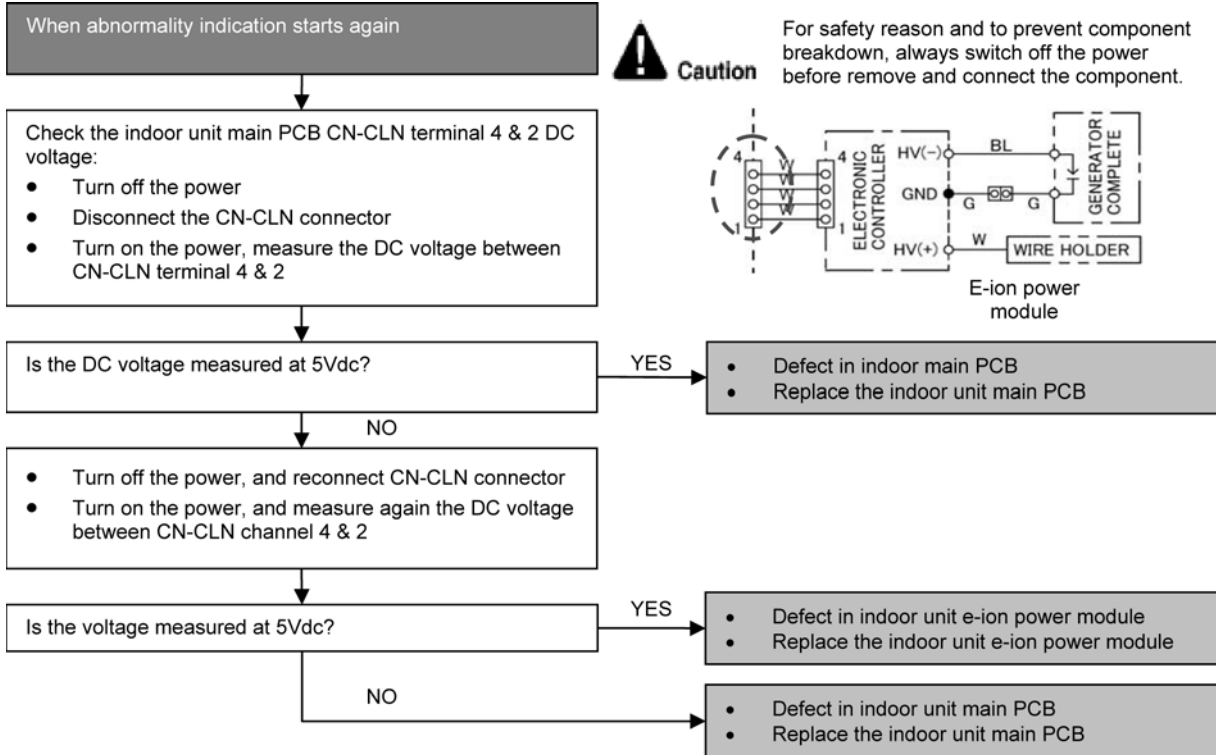 When abnormality indication starts again
Caution
For safety reason and to prevent component
breakdown, always switch off the power
before remove and connect the component.
Check the indoor unit main PCB CN-CLN terminal 4 & 2 DC
voltage:
• Turn off the power
• Disconnect the CN-CLN connector
• Turn on the power, measure the DC voltage between
CN-CLN terminal 4 & 2
4
1
W
W
W
W
4
1
ELECTRONIC
CONTROLLER
HV(-)
BL
GND
G
G
HV(+)
W
WIRE HOLDER
GENERATOR
COMPLETE
E-ion power
module
Is the DC voltage measured at 5Vdc?
YES
• Defect in indoor main PCB
• Replace the indoor unit main PCB
NO
• Turn off the power, and reconnect CN-CLN connector
• Turn on the power, and measure again the DC voltage
between CN-CLN channel 4 & 2
Is the voltage measured at 5Vdc?
YES
• Defect in indoor unit e-ion power module
• Replace the indoor unit e-ion power module
NO
• Defect in indoor unit main PCB
• Replace the indoor unit main PCB